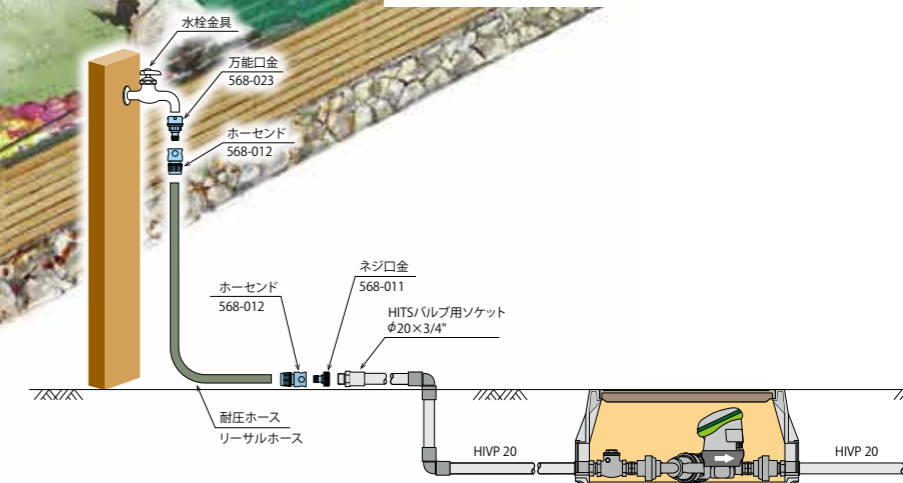 水栓金具
万能口金
568-023
ホーセンド
568-012
ネジ口金
568-011
ホーセンド
568-012
HITSバルブ用ソケット
φ20×3/4"
耐圧ホース
リーサルホース
HIVP 20
HIVP 20